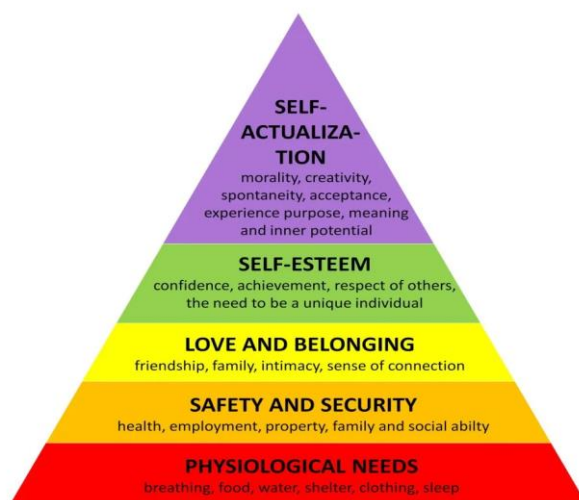 SELF-
ACTUALIZA-
TION
morality, creativity,
spontaneity, acceptance,
experience purpose, meaning
and inner potential
SELF-ESTEEM
confidence, achievement, respect of others,
the need to be a unique individual
LOVE AND BELONGING
friendship, family, intimacy, sense of connection
SAFETY AND SECURITY
health, employment, property, family and social abilty
PHYSIOLOGICAL NEEDS
breathing, food, water, shelter, clothing, sleep